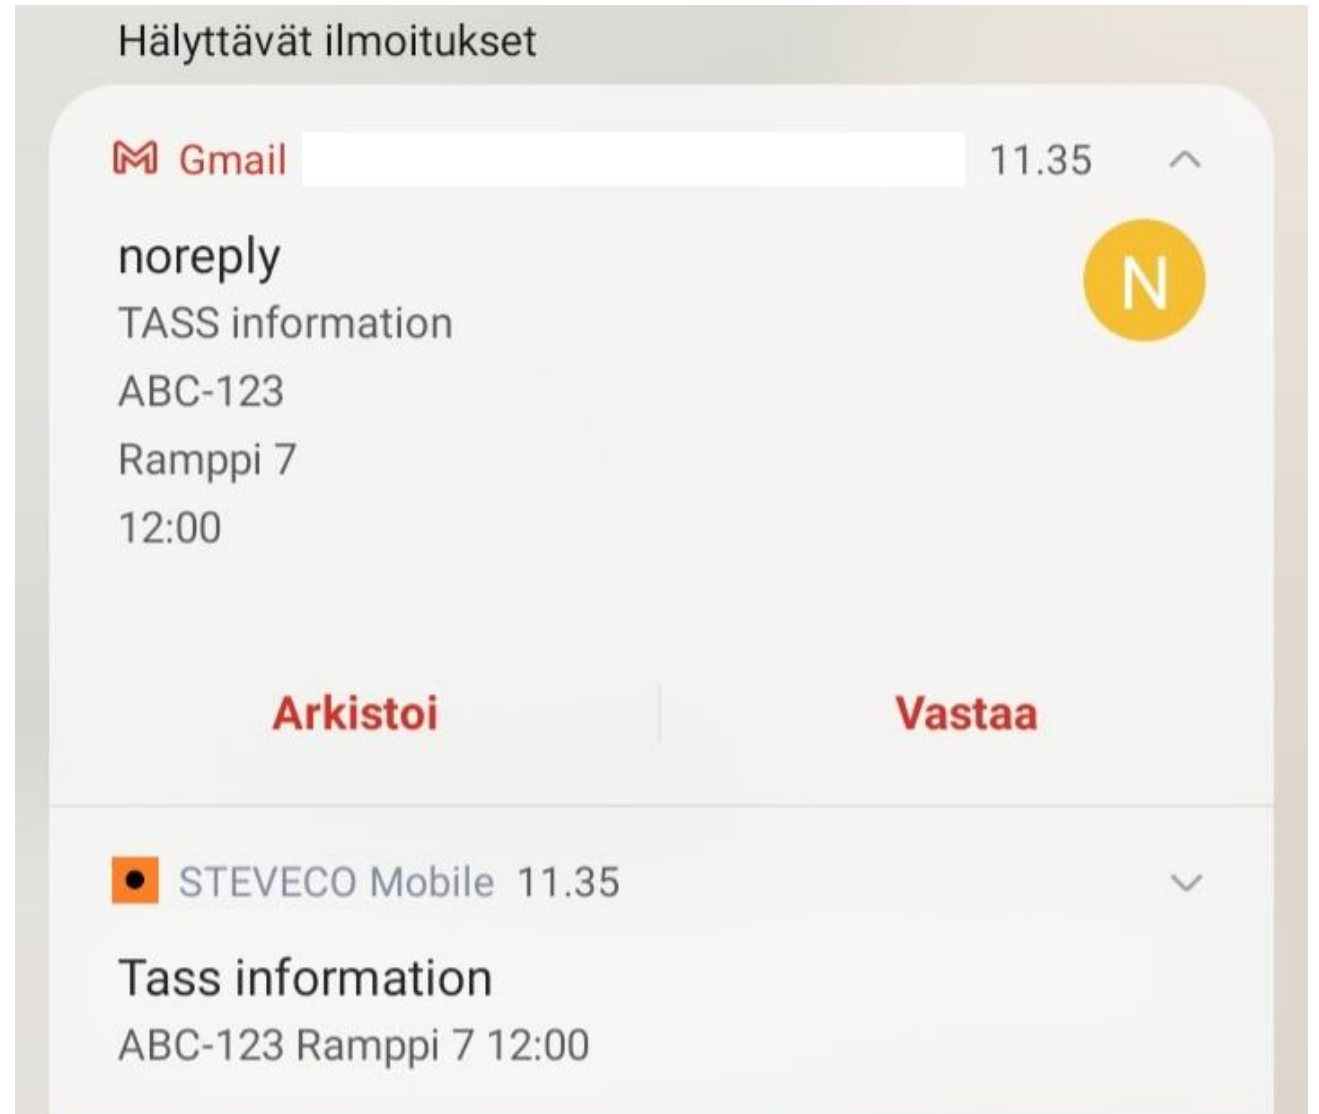 Hälyttävät ilmoitukset
Gmail 11.35
noreply
N
TASS information
ABC-123
Ramppi 7
12:00
Arkistoi Vastaa
STEVECO Mobile 11.35
Tass information
ABC-123 Ramppi 7 12:00